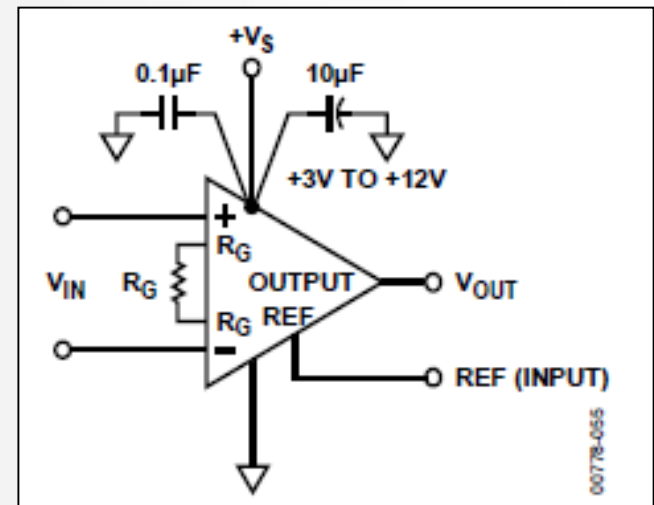 +VS
0.1µF
10µF
+3V TO +12V
+
RG
VIN
RG
OUTPUT
VOUT
RG
REF
−
REF (INPUT)
00778-055